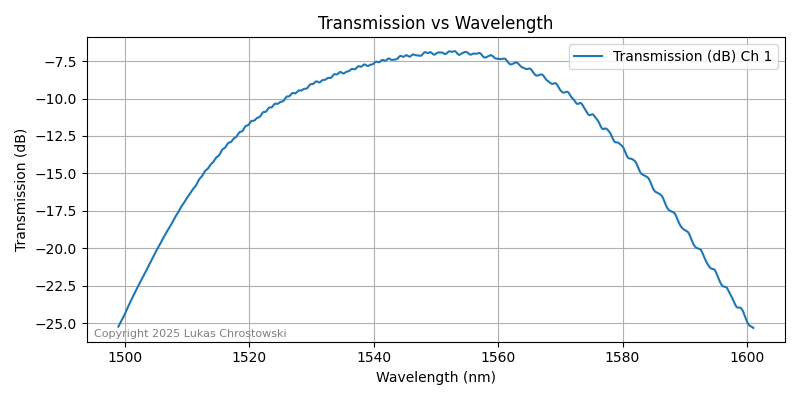 Transmission vs Wavelength
Transmission (dB) Ch 1
Transmission (dB)
−7.5
−10.0
−12.5
−15.0
−17.5
−20.0
−22.5
−25.0
Copyright 2025 Lukas Chrostowski
1500 1520 1540 1560 1580 1600
Wavelength (nm)